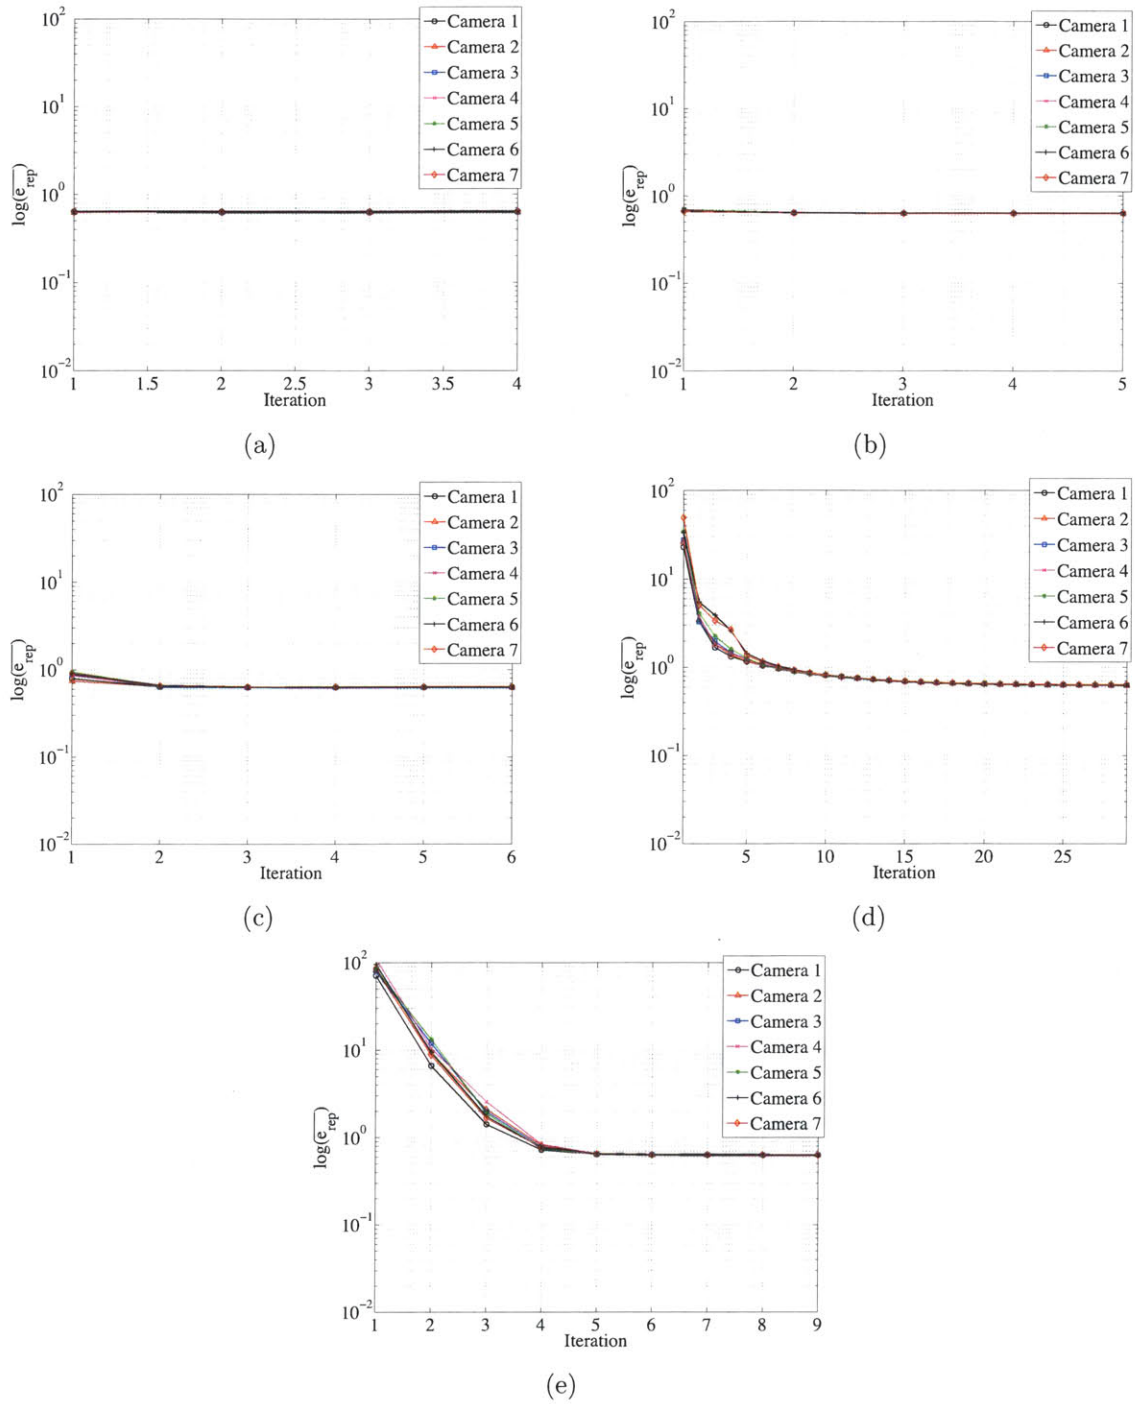 10^2
10^1
10^0
10^-1
10^-2
log(e_rep)
1 1.5 2 2.5 3 3.5 4
Iteration
Camera 1
Camera 2
Camera 3
Camera 4
Camera 5
Camera 6
Camera 7
(a)
10^2
10^1
10^0
10^-1
10^-2
log(e_rep)
1 2 3 4 5
Iteration
Camera 1
Camera 2
Camera 3
Camera 4
Camera 5
Camera 6
Camera 7
(b)
10^2
10^1
10^0
10^-1
10^-2
log(e_rep)
1 2 3 4 5 6
Iteration
Camera 1
Camera 2
Camera 3
Camera 4
Camera 5
Camera 6
Camera 7
(c)
10^2
10^1
10^0
10^-1
10^-2
log(e_rep)
5 10 15 20 25
Iteration
Camera 1
Camera 2
Camera 3
Camera 4
Camera 5
Camera 6
Camera 7
(d)
10^2
10^1
10^0
10^-1
10^-2
log(e_rep)
1 2 3 4 5 6 7 8 9
Iteration
Camera 1
Camera 2
Camera 3
Camera 4
Camera 5
Camera 6
Camera 7
(e)